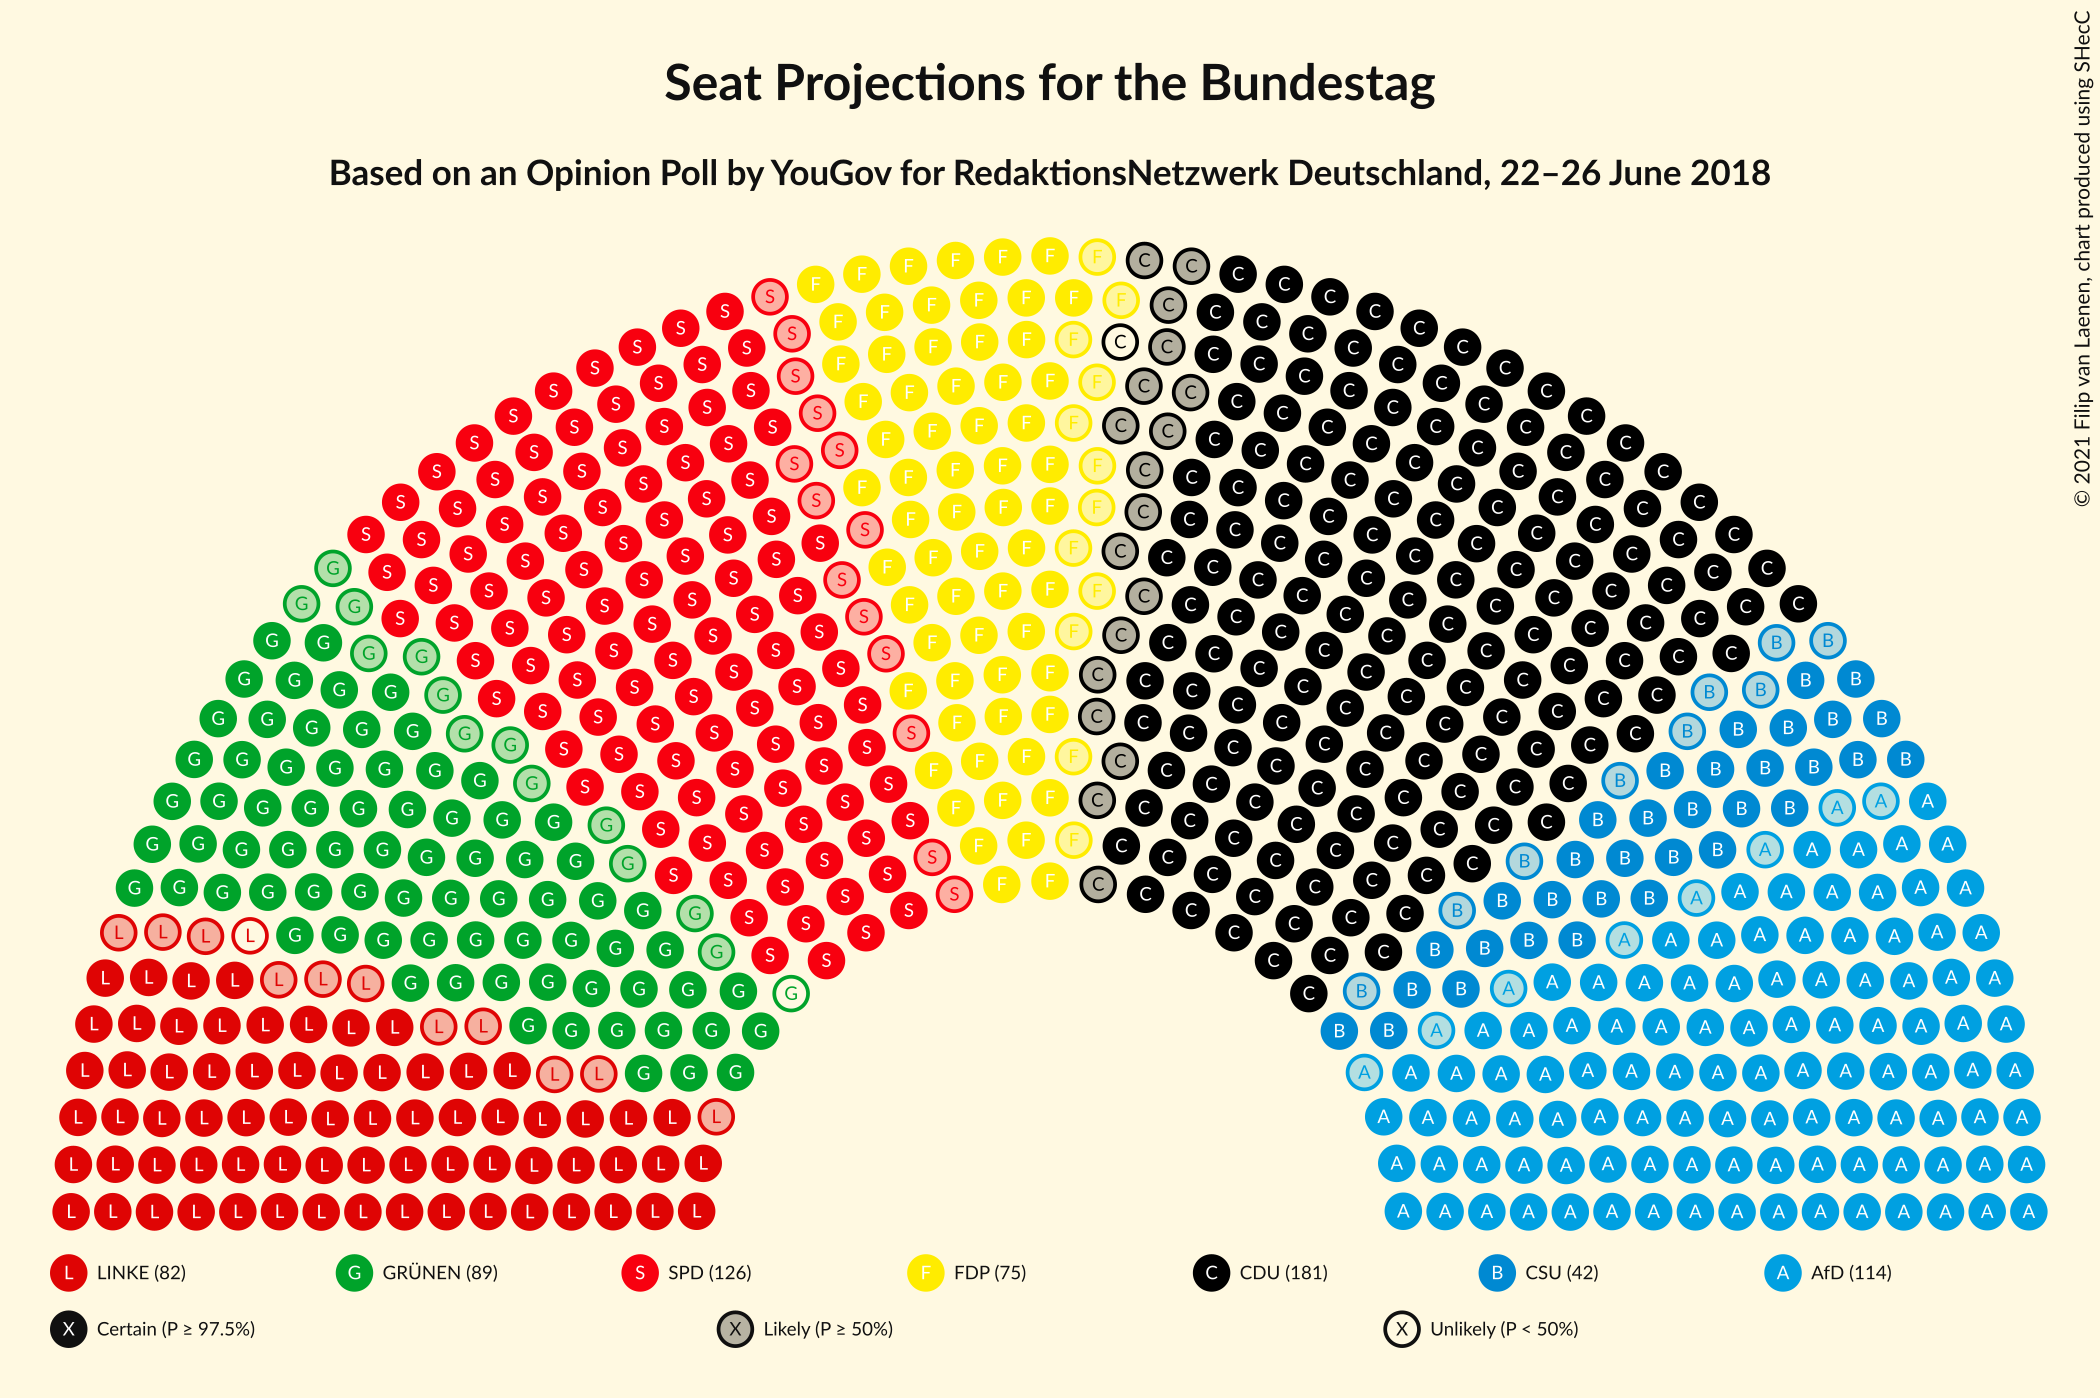 Seat Projections for the Bundestag
Based on an Opinion Poll by YouGov for RedaktionsNetzwerk Deutschland, 22–26 June 2018
© 2021 Filip van Laenen, chart produced using SHecC
L LINKE (82)
G GRÜNEN (89)
S SPD (126)
F FDP (75)
C CDU (181)
B CSU (42)
A AfD (114)
X Certain (P ≥ 97.5%)
X Likely (P ≥ 50%)
X Unlikely (P < 50%)